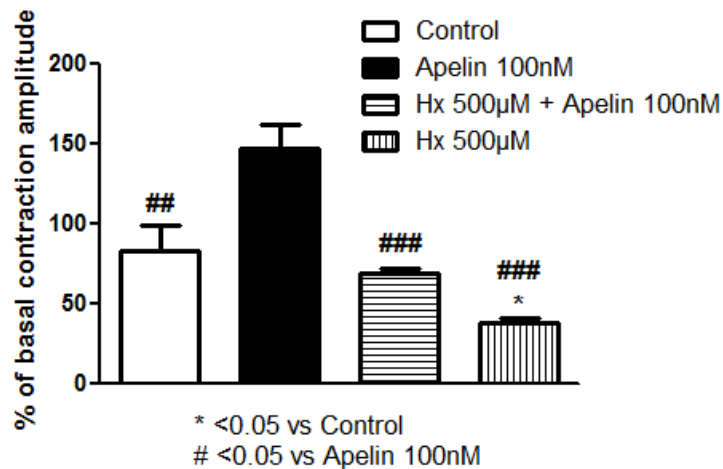 Control
Apelin 100nM
Hx 500µM + Apelin 100nM
Hx 500µM
% of basal contraction amplitude
200
150
100
50
0
##
###
###
*
* <0.05 vs Control
# <0.05 vs Apelin 100nM